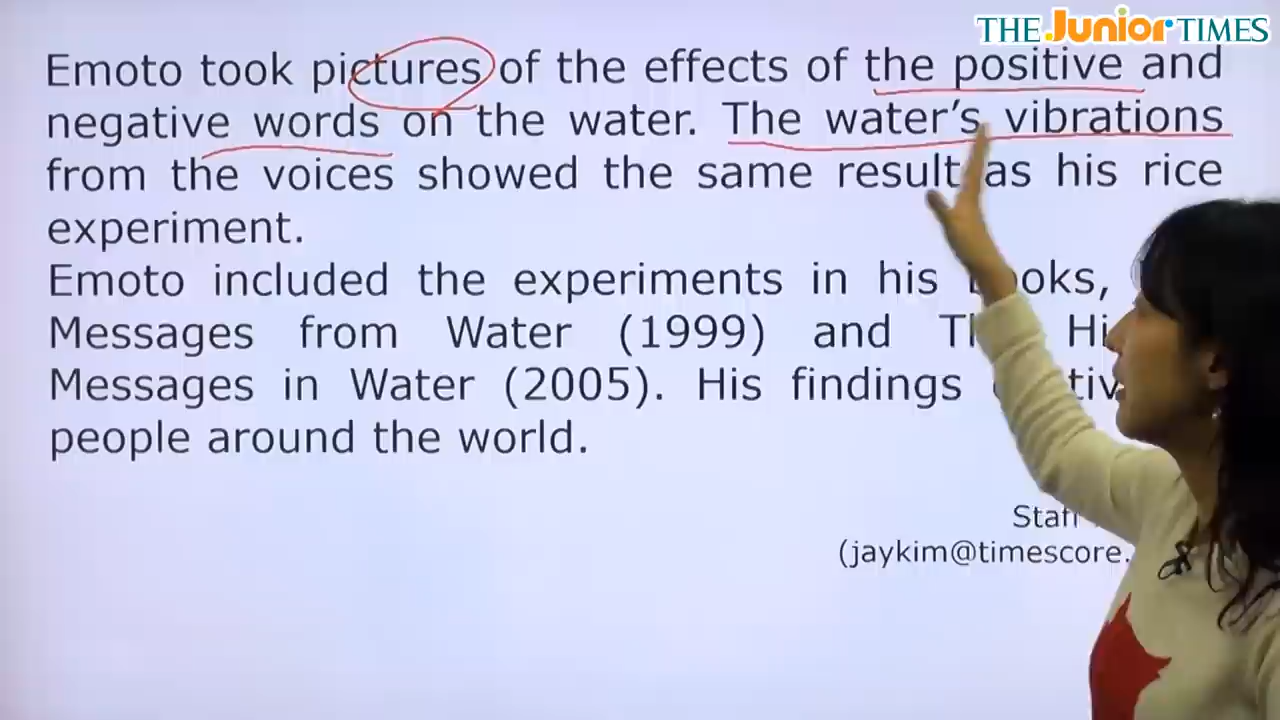 THE Junior TIMES
Emoto took pictures of the effects of the positive and
negative words on the water. The water's vibrations
from the voices showed the same result as his rice
experiment.
Emoto included the experiments in his
Messages from Water (1999) and
Messages in Water (2005). His findings
people around the world.
(jaykim@timescore.